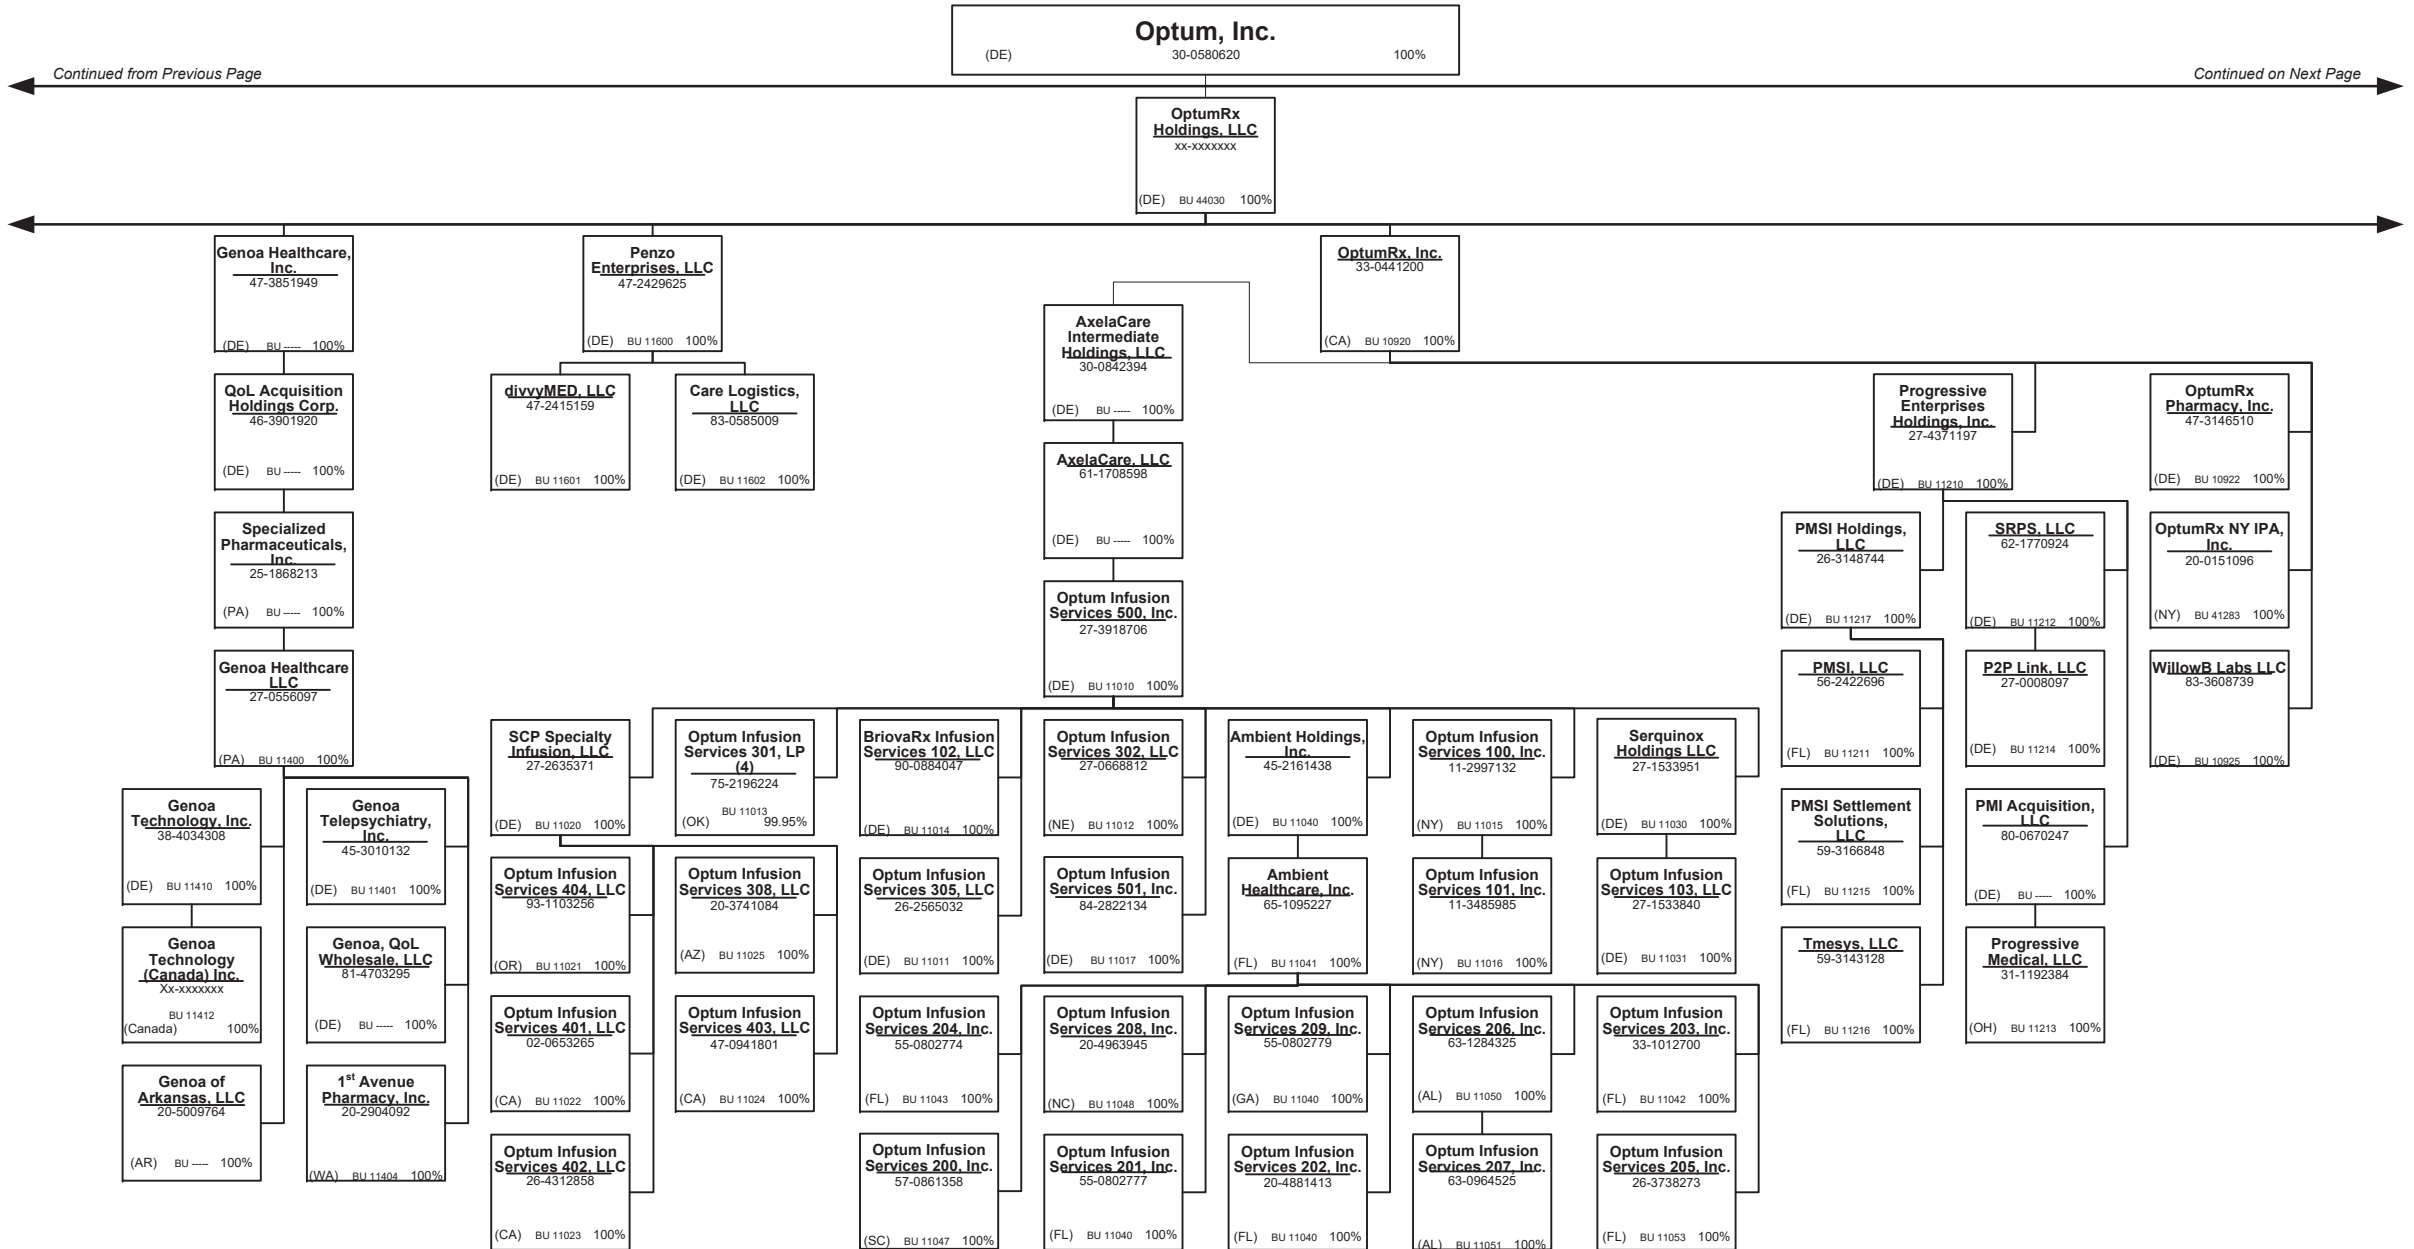 Optum, Inc.
(DE) 30-0580620 100%
Continued from Previous Page
Continued on Next Page
OptumRx
Holdings, LLC
xx-xxxxxxx
(DE) BU 44030 100%
Genoa Healthcare,
Inc.
47-3851949
(DE) BU ----- 100%
Penzo
Enterprises, LLC
47-2429625
(DE) BU 11600 100%
OptumRx, Inc.
33-0441200
(CA) BU 10920 100%
AxelaCare
Intermediate
Holdings, LLC
30-0842394
(DE) BU ----- 100%
QoL Acquisition
Holdings Corp.
46-3901920
(DE) BU ----- 100%
divvyMED, LLC
47-2415159
(DE) BU 11601 100%
Care Logistics,
LLC
83-0585009
(DE) BU 11602 100%
Progressive
Enterprises
Holdings, Inc.
27-4371197
(DE) BU 11210 100%
OptumRx
Pharmacy, Inc.
47-3146510
(DE) BU 10922 100%
AxelaCare, LLC
61-1708598
(DE) BU ----- 100%
Specialized
Pharmaceuticals,
Inc.
25-1868213
(PA) BU ----- 100%
PMSI Holdings,
LLC
26-3148744
(DE) BU 11217 100%
SRPS, LLC
62-1770924
(DE) BU 11212 100%
OptumRx NY IPA,
Inc.
20-0151096
(NY) BU 41283 100%
Optum Infusion
Services 500, Inc.
27-3918706
(DE) BU 11010 100%
Genoa Healthcare
LLC
27-0556097
(PA) BU 11400 100%
PMSI, LLC
56-2422696
(FL) BU 11211 100%
P2P Link, LLC
27-0008097
(DE) BU 11214 100%
WillowB Labs LLC
83-3608739
(DE) BU 10925 100%
SCP Specialty
Infusion, LLC
27-2635371
(DE) BU 11020 100%
Optum Infusion
Services 301, LP
(4)
75-2196224
BU 11013
(OK) 99.95%
BriovaRx Infusion
Services 102, LLC
90-0884047
(DE) BU 11014 100%
Optum Infusion
Services 302, LLC
27-0668812
(NE) BU 11012 100%
Ambient Holdings,
Inc.
45-2161438
(DE) BU 11040 100%
Optum Infusion
Services 100, Inc.
11-2997132
(NY) BU 11015 100%
Serquinox
Holdings LLC
27-1533951
(DE) BU 11030 100%
Genoa
Technology, Inc.
38-4034308
(DE) BU 11410 100%
Genoa
Telepsychiatry,
Inc.
45-3010132
(DE) BU 11401 100%
PMSI Settlement
Solutions,
LLC
59-3166848
(FL) BU 11215 100%
PMI Acquisition,
LLC
80-0670247
(DE) BU ----- 100%
Optum Infusion
Services 404, LLC
93-1103256
(OR) BU 11021 100%
Optum Infusion
Services 308, LLC
20-3741084
(AZ) BU 11025 100%
Optum Infusion
Services 305, LLC
26-2565032
(DE) BU 11011 100%
Optum Infusion
Services 501, Inc.
84-2822134
(DE) BU 11017 100%
Ambient
Healthcare, Inc.
65-1095227
(FL) BU 11041 100%
Optum Infusion
Services 101, Inc.
11-3485985
(NY) BU 11016 100%
Optum Infusion
Services 103, LLC
27-1533840
(DE) BU 11031 100%
Genoa
Technology
(Canada) Inc.
Xx-xxxxxxx
BU 11412
(Canada) 100%
Genoa, QoL
Wholesale, LLC
81-4703295
(DE) BU ----- 100%
Tmesys, LLC
59-3143128
(FL) BU 11216 100%
Progressive
Medical, LLC
31-1192384
(OH) BU 11213 100%
Optum Infusion
Services 401, LLC
02-0653265
(CA) BU 11022 100%
Optum Infusion
Services 403, LLC
47-0941801
(CA) BU 11024 100%
Optum Infusion
Services 204, Inc.
55-0802774
(FL) BU 11043 100%
Optum Infusion
Services 208, Inc.
20-4963945
(NC) BU 11048 100%
Optum Infusion
Services 209, Inc.
55-0802779
(GA) BU 11040 100%
Optum Infusion
Services 206, Inc.
63-1284325
(AL) BU 11050 100%
Optum Infusion
Services 203, Inc.
33-1012700
(FL) BU 11042 100%
Genoa of
Arkansas, LLC
20-5009764
(AR) BU ----- 100%
1st Avenue
Pharmacy, Inc.
20-2904092
(WA) BU 11404 100%
Optum Infusion
Services 402, LLC
26-4312858
(CA) BU 11023 100%
Optum Infusion
Services 200, Inc.
57-0861358
(SC) BU 11047 100%
Optum Infusion
Services 201, Inc.
55-0802777
(FL) BU 11040 100%
Optum Infusion
Services 202, Inc.
20-4881413
(FL) BU 11040 100%
Optum Infusion
Services 207, Inc.
63-0964525
(AL) BU 11051 100%
Optum Infusion
Services 205, Inc.
26-3738273
(FL) BU 11053 100%